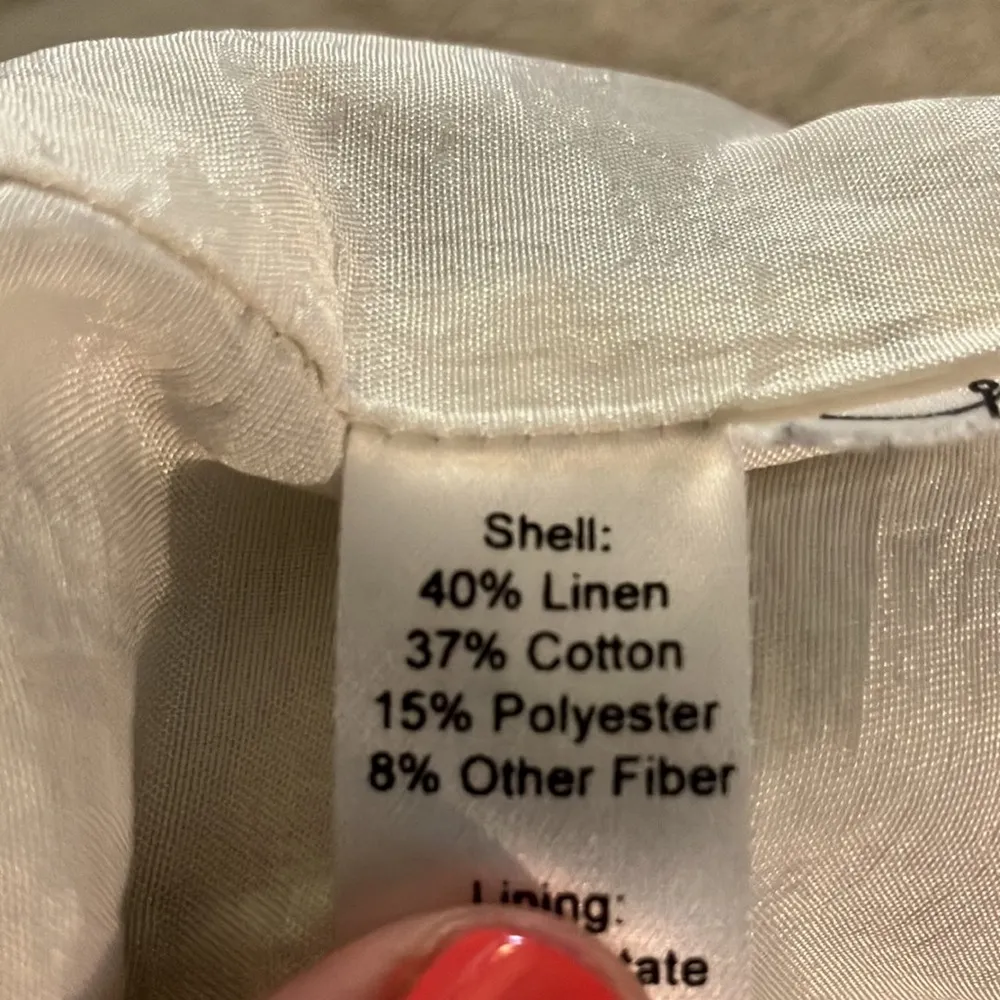 Shell:
40% Linen
37% Cotton
15% Polyester
8% Other Fiber
Lining: